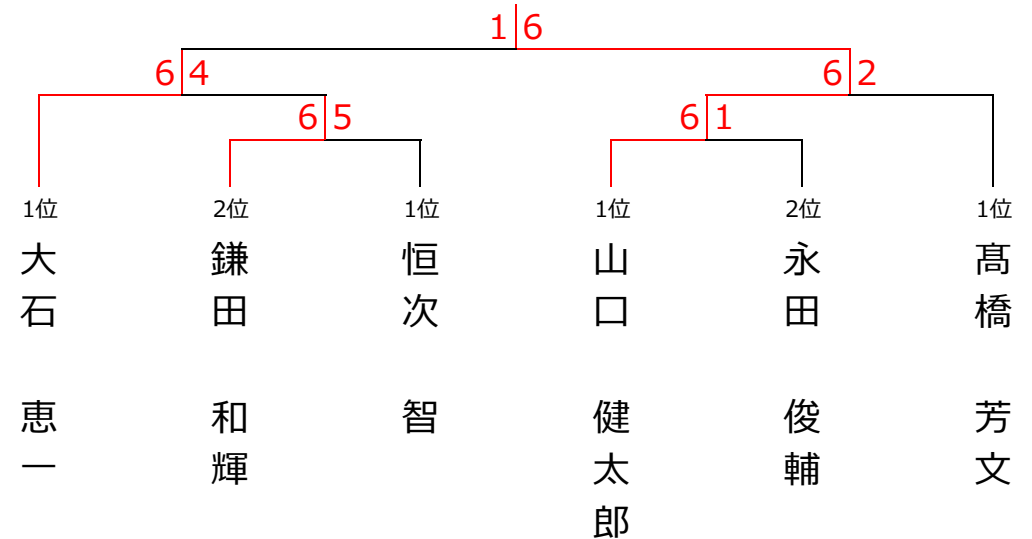 1 6
6 4
6 2
6 5
6 1
1位
2位
1位
1位
2位
1位
大石 恵一
鎌田 和輝
恒次 智
山口 健太郎
永田 俊輔
髙橋 芳文